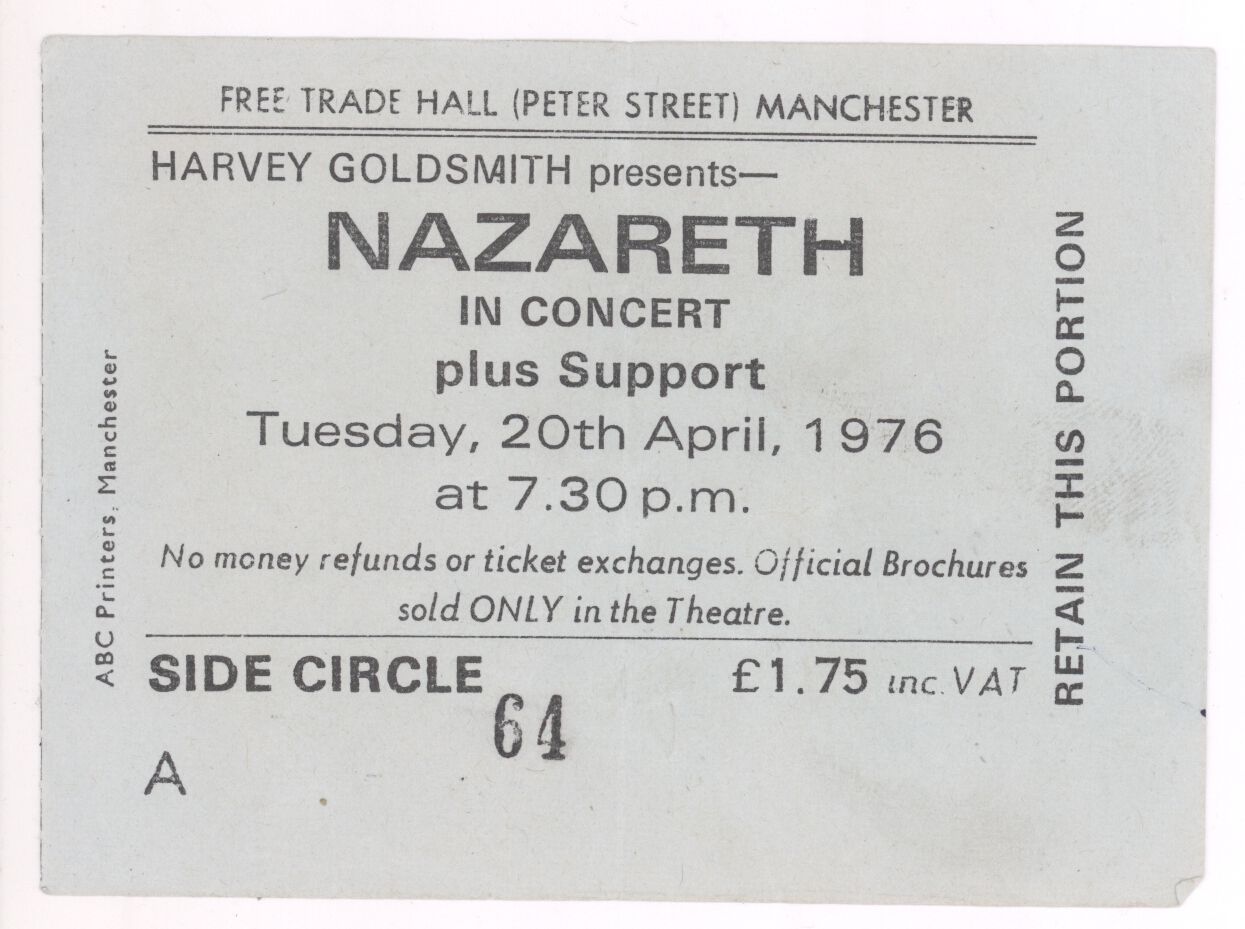 FREE TRADE HALL (PETER STREET) MANCHESTER
HARVEY GOLDSMITH presents—
NAZARETH
IN CONCERT
plus Support
Tuesday, 20th April, 1976
at 7.30 p.m.
No money refunds or ticket exchanges. Official Brochures
sold ONLY in the Theatre.
SIDE CIRCLE £1.75 inc. VAT
64
A
ABC Printers, Manchester
RETAIN THIS PORTION